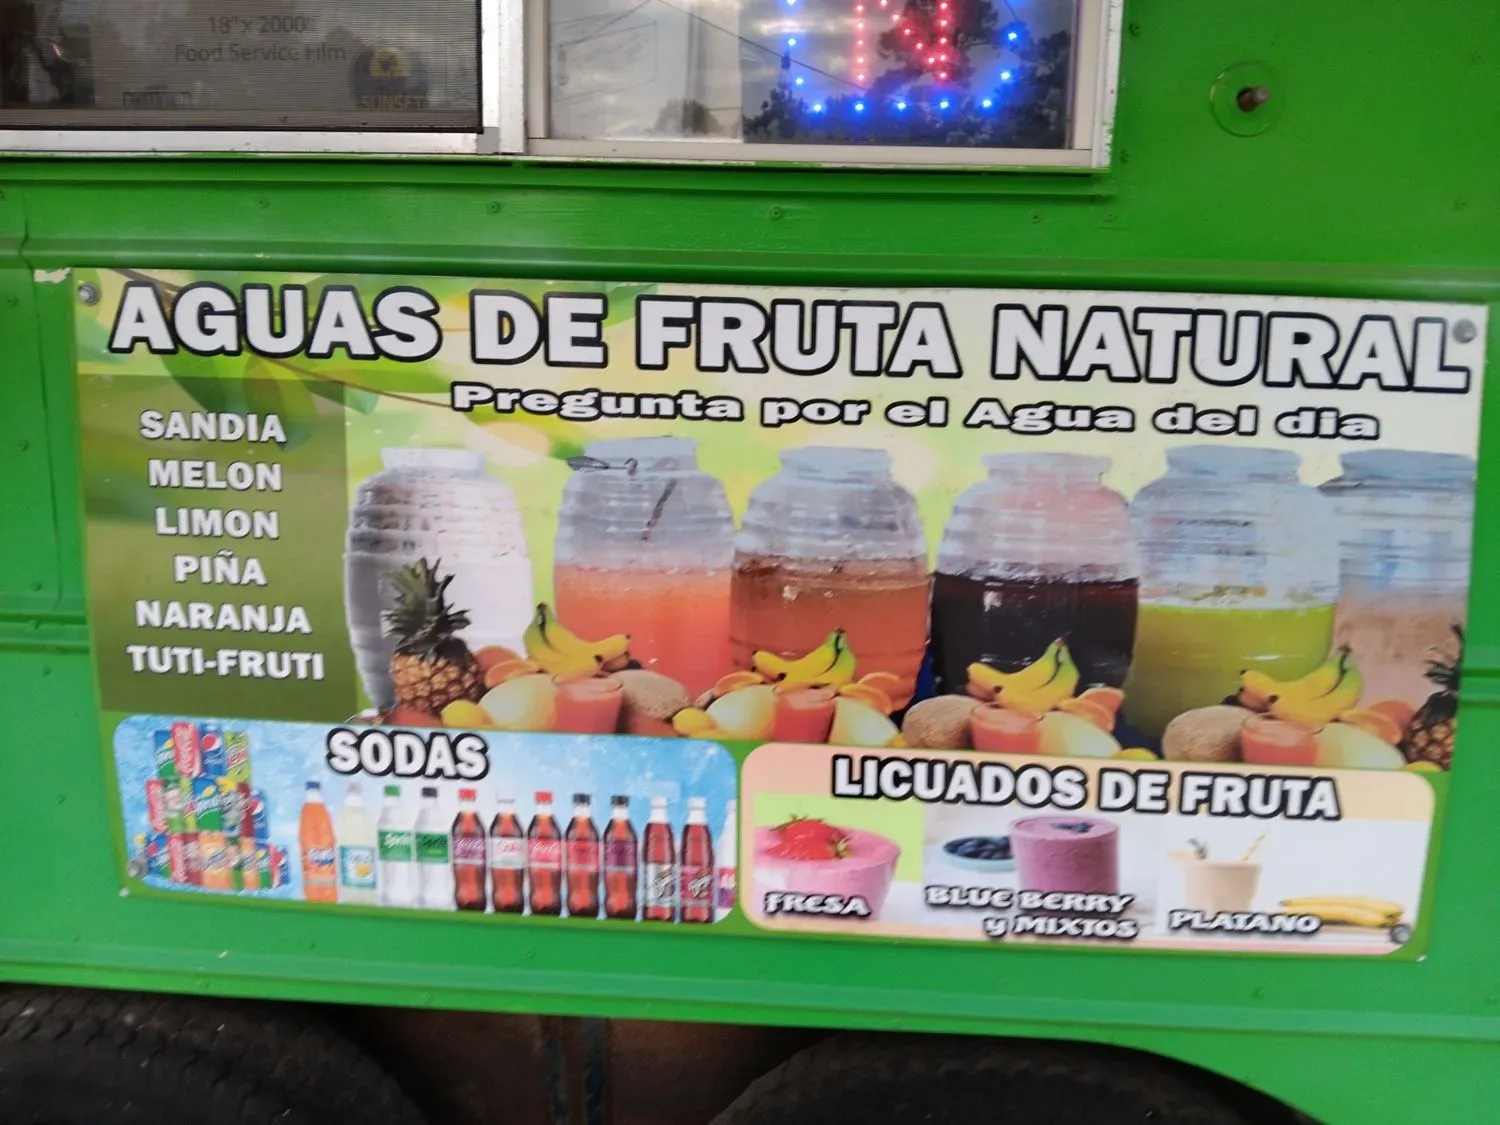 18"x 2000"
Food Service Film
SUNSET
AGUAS DE FRUTA NATURAL
Pregunta por el Agua del dia
SANDIA
MELON
LIMON
PIÑA
NARANJA
TUTI-FRUTI
SODAS
LICUADOS DE FRUTA
FRESA
BLUE BERRY
y MIXTOS
PLATANO